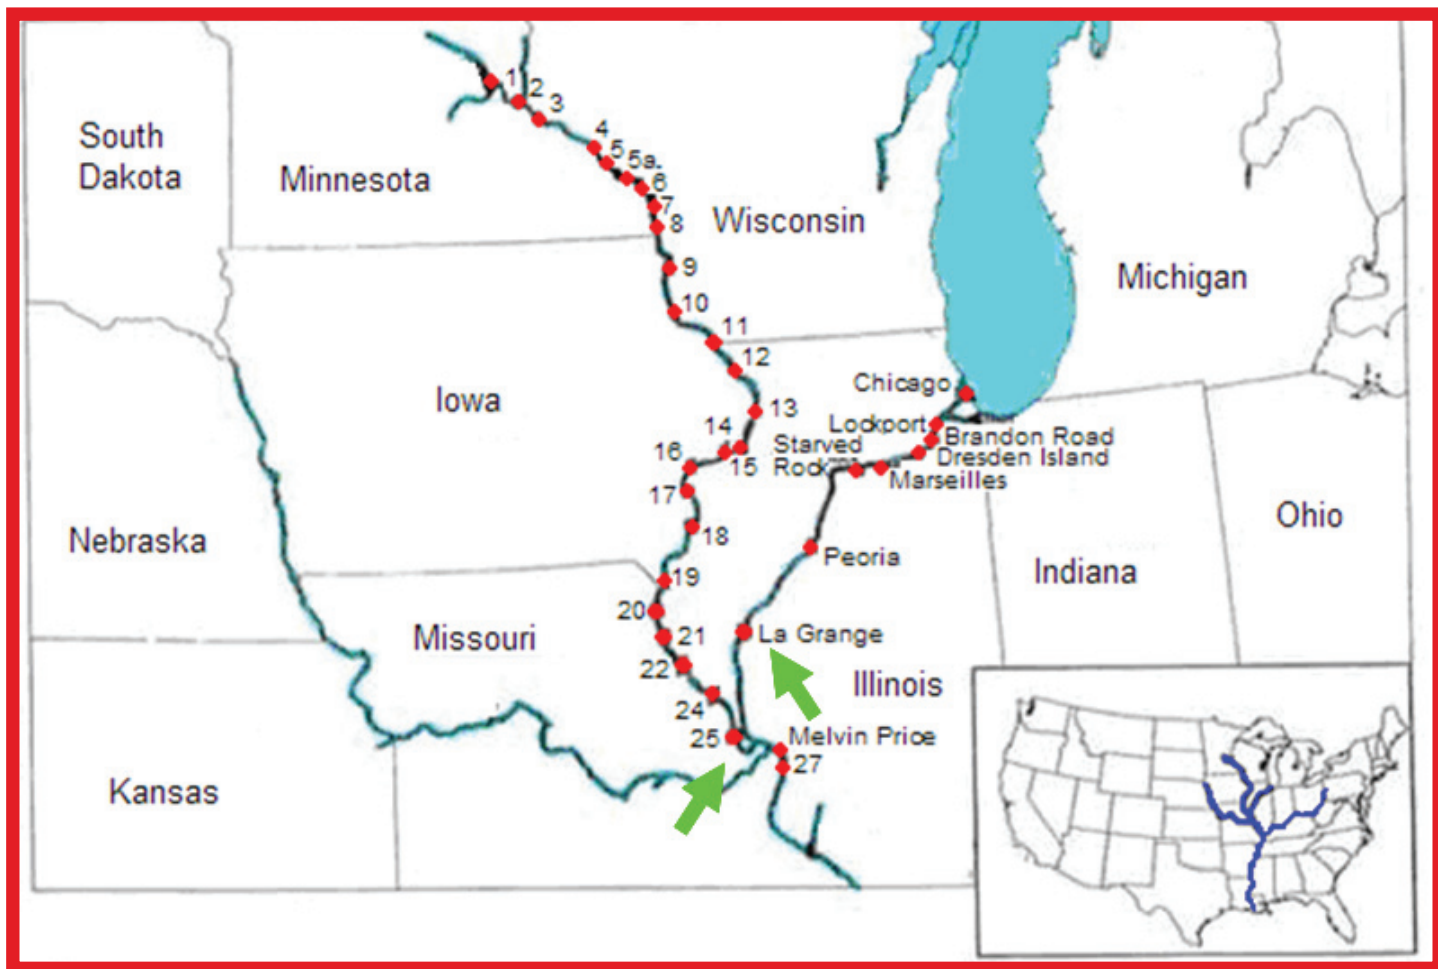 1
2
3
4
5
5a
6
7
8
South
Dakota
Minnesota
Wisconsin
9
10
Michigan
11
12
Iowa
Chicago
13
Lockport
14
Starved
Brandon Road
16
15
Rock
Dresden Island
17
Marseilles
18
Ohio
Nebraska
Peoria
Indiana
19
20
21
Missouri
La Grange
22
Illinois
24
25
Melvin Price
27
Kansas